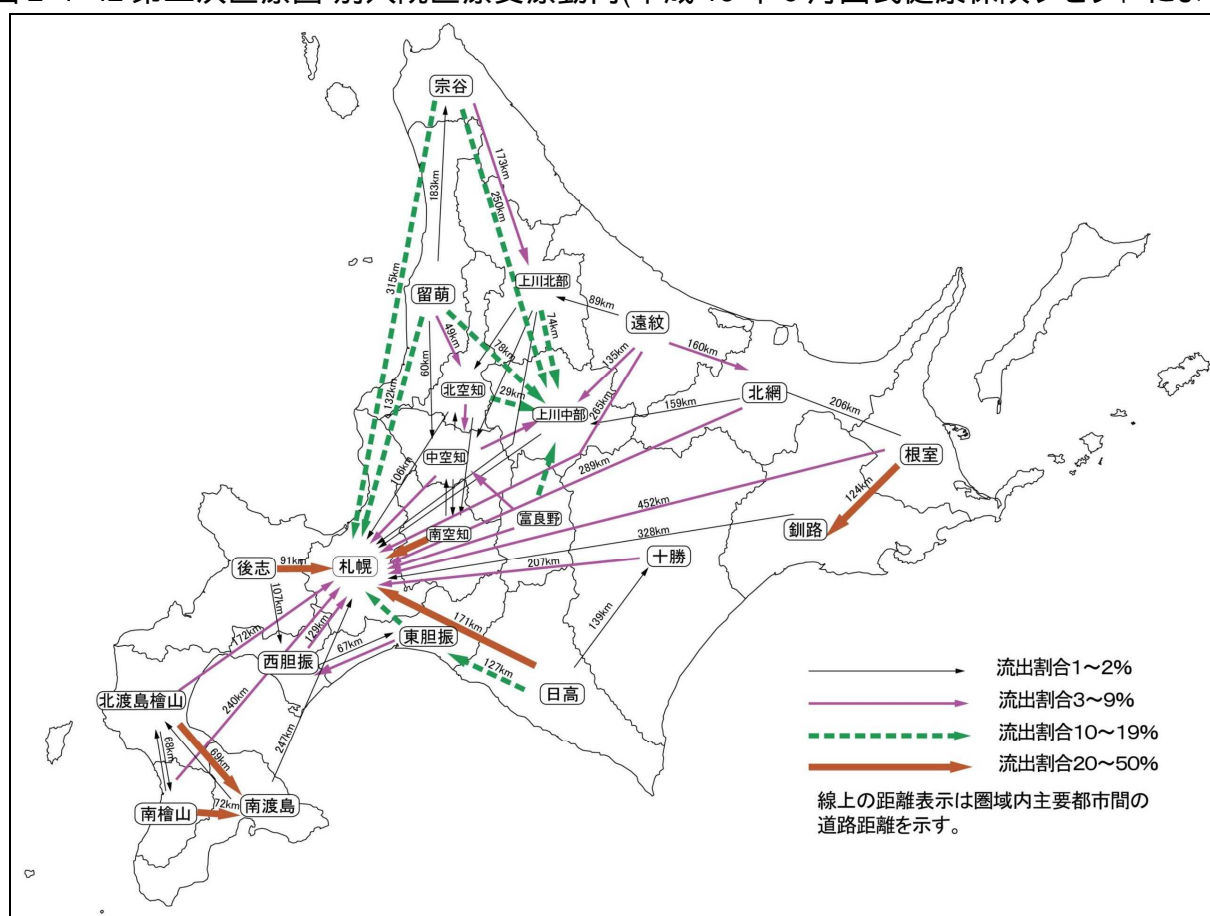 宗谷
173km
183km
250km
315km
上川北部
留萌
89km
遠紋
49km
74km
78km
160km
135km
60km
132km
北空知
29km
上川中部
北網
159km
206km
265km
中空知
106km
289km
根室
124km
452km
富良野
釧路
南空知
328km
後志
91km
札幌
207km
十勝
107km
171km
139km
172km
129km
東胆振
67km
西胆振
127km
日高
北渡島檜山
240km
247km
68km
69km
南檜山
72km
南渡島
流出割合1~2%
流出割合3~9%
流出割合10~19%
流出割合20~50%
線上の距離表示は圏域内主要都市間の
道路距離を示す。